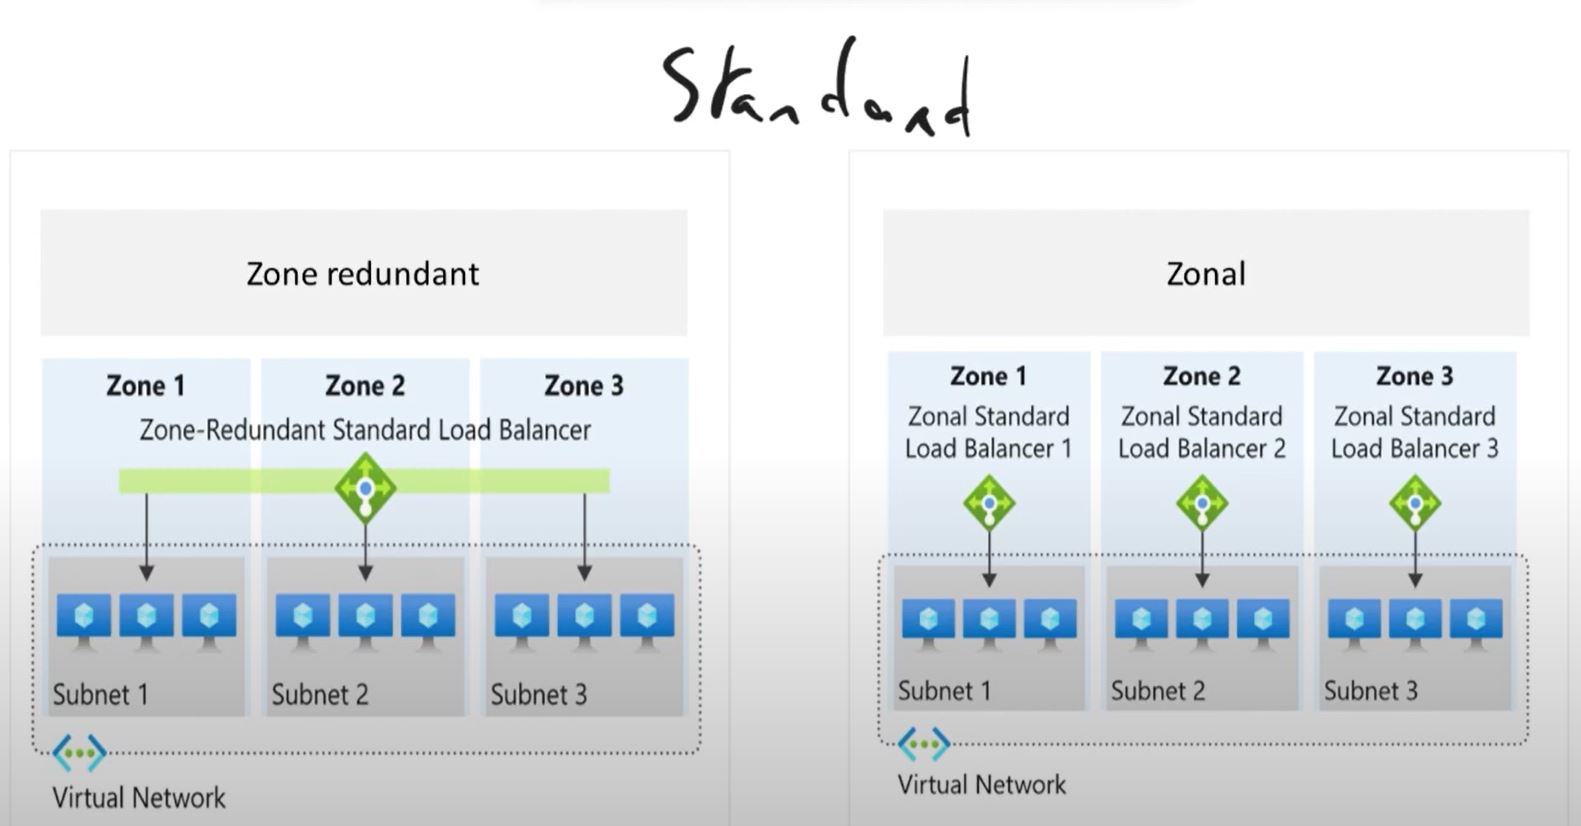 Standard
Zone redundant
Zone 1
Zone 2
Zone 3
Zone-Redundant Standard Load Balancer
Subnet 1
Subnet 2
Subnet 3
Virtual Network
Zonal
Zone 1
Zonal Standard
Load Balancer 1
Zone 2
Zonal Standard
Load Balancer 2
Zone 3
Zonal Standard
Load Balancer 3
Subnet 1
Subnet 2
Subnet 3
Virtual Network